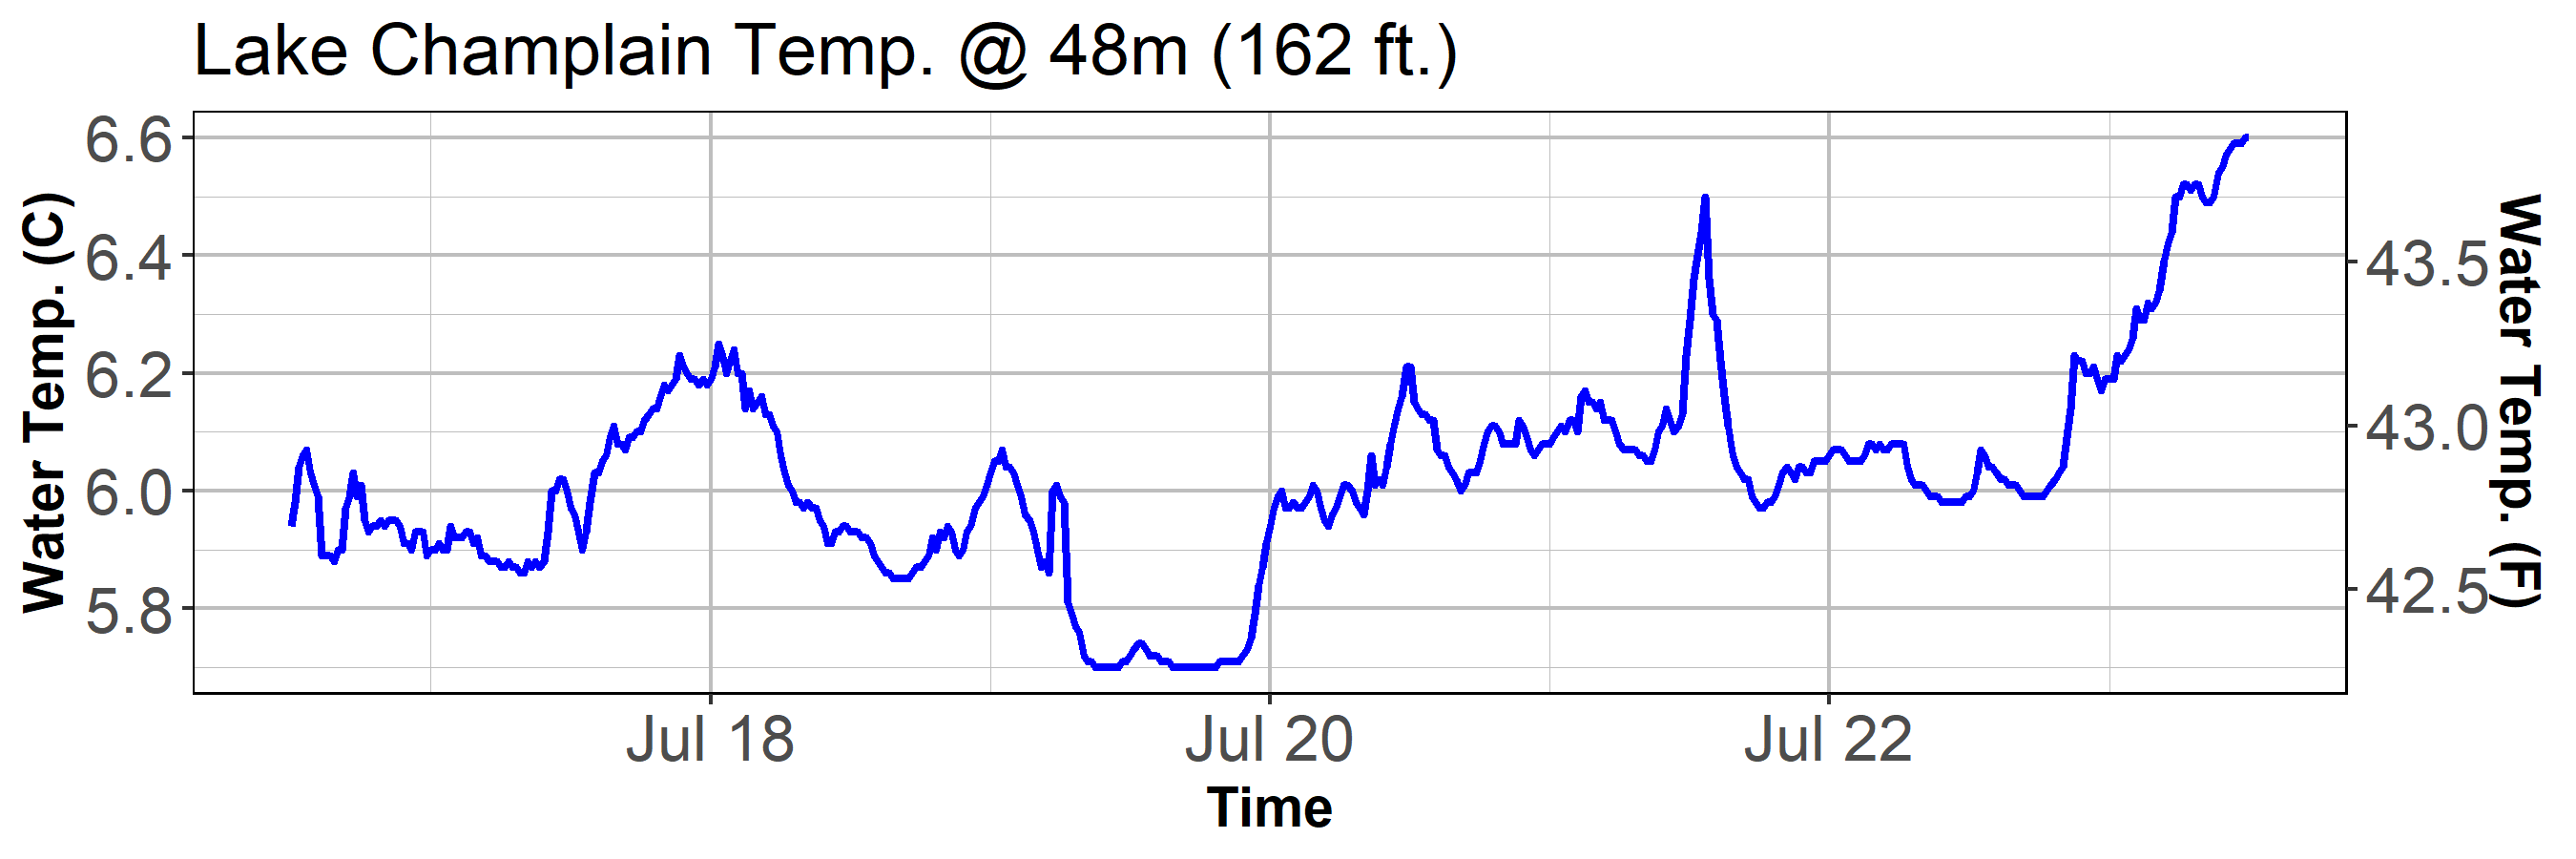 Lake Champlain Temp. @ 48m (162 ft.)
Water Temp. (C)
6.6
6.4
6.2
6.0
5.8
43.5
43.0
42.5
Water Temp. (F)
Jul 18
Jul 20
Jul 22
Time